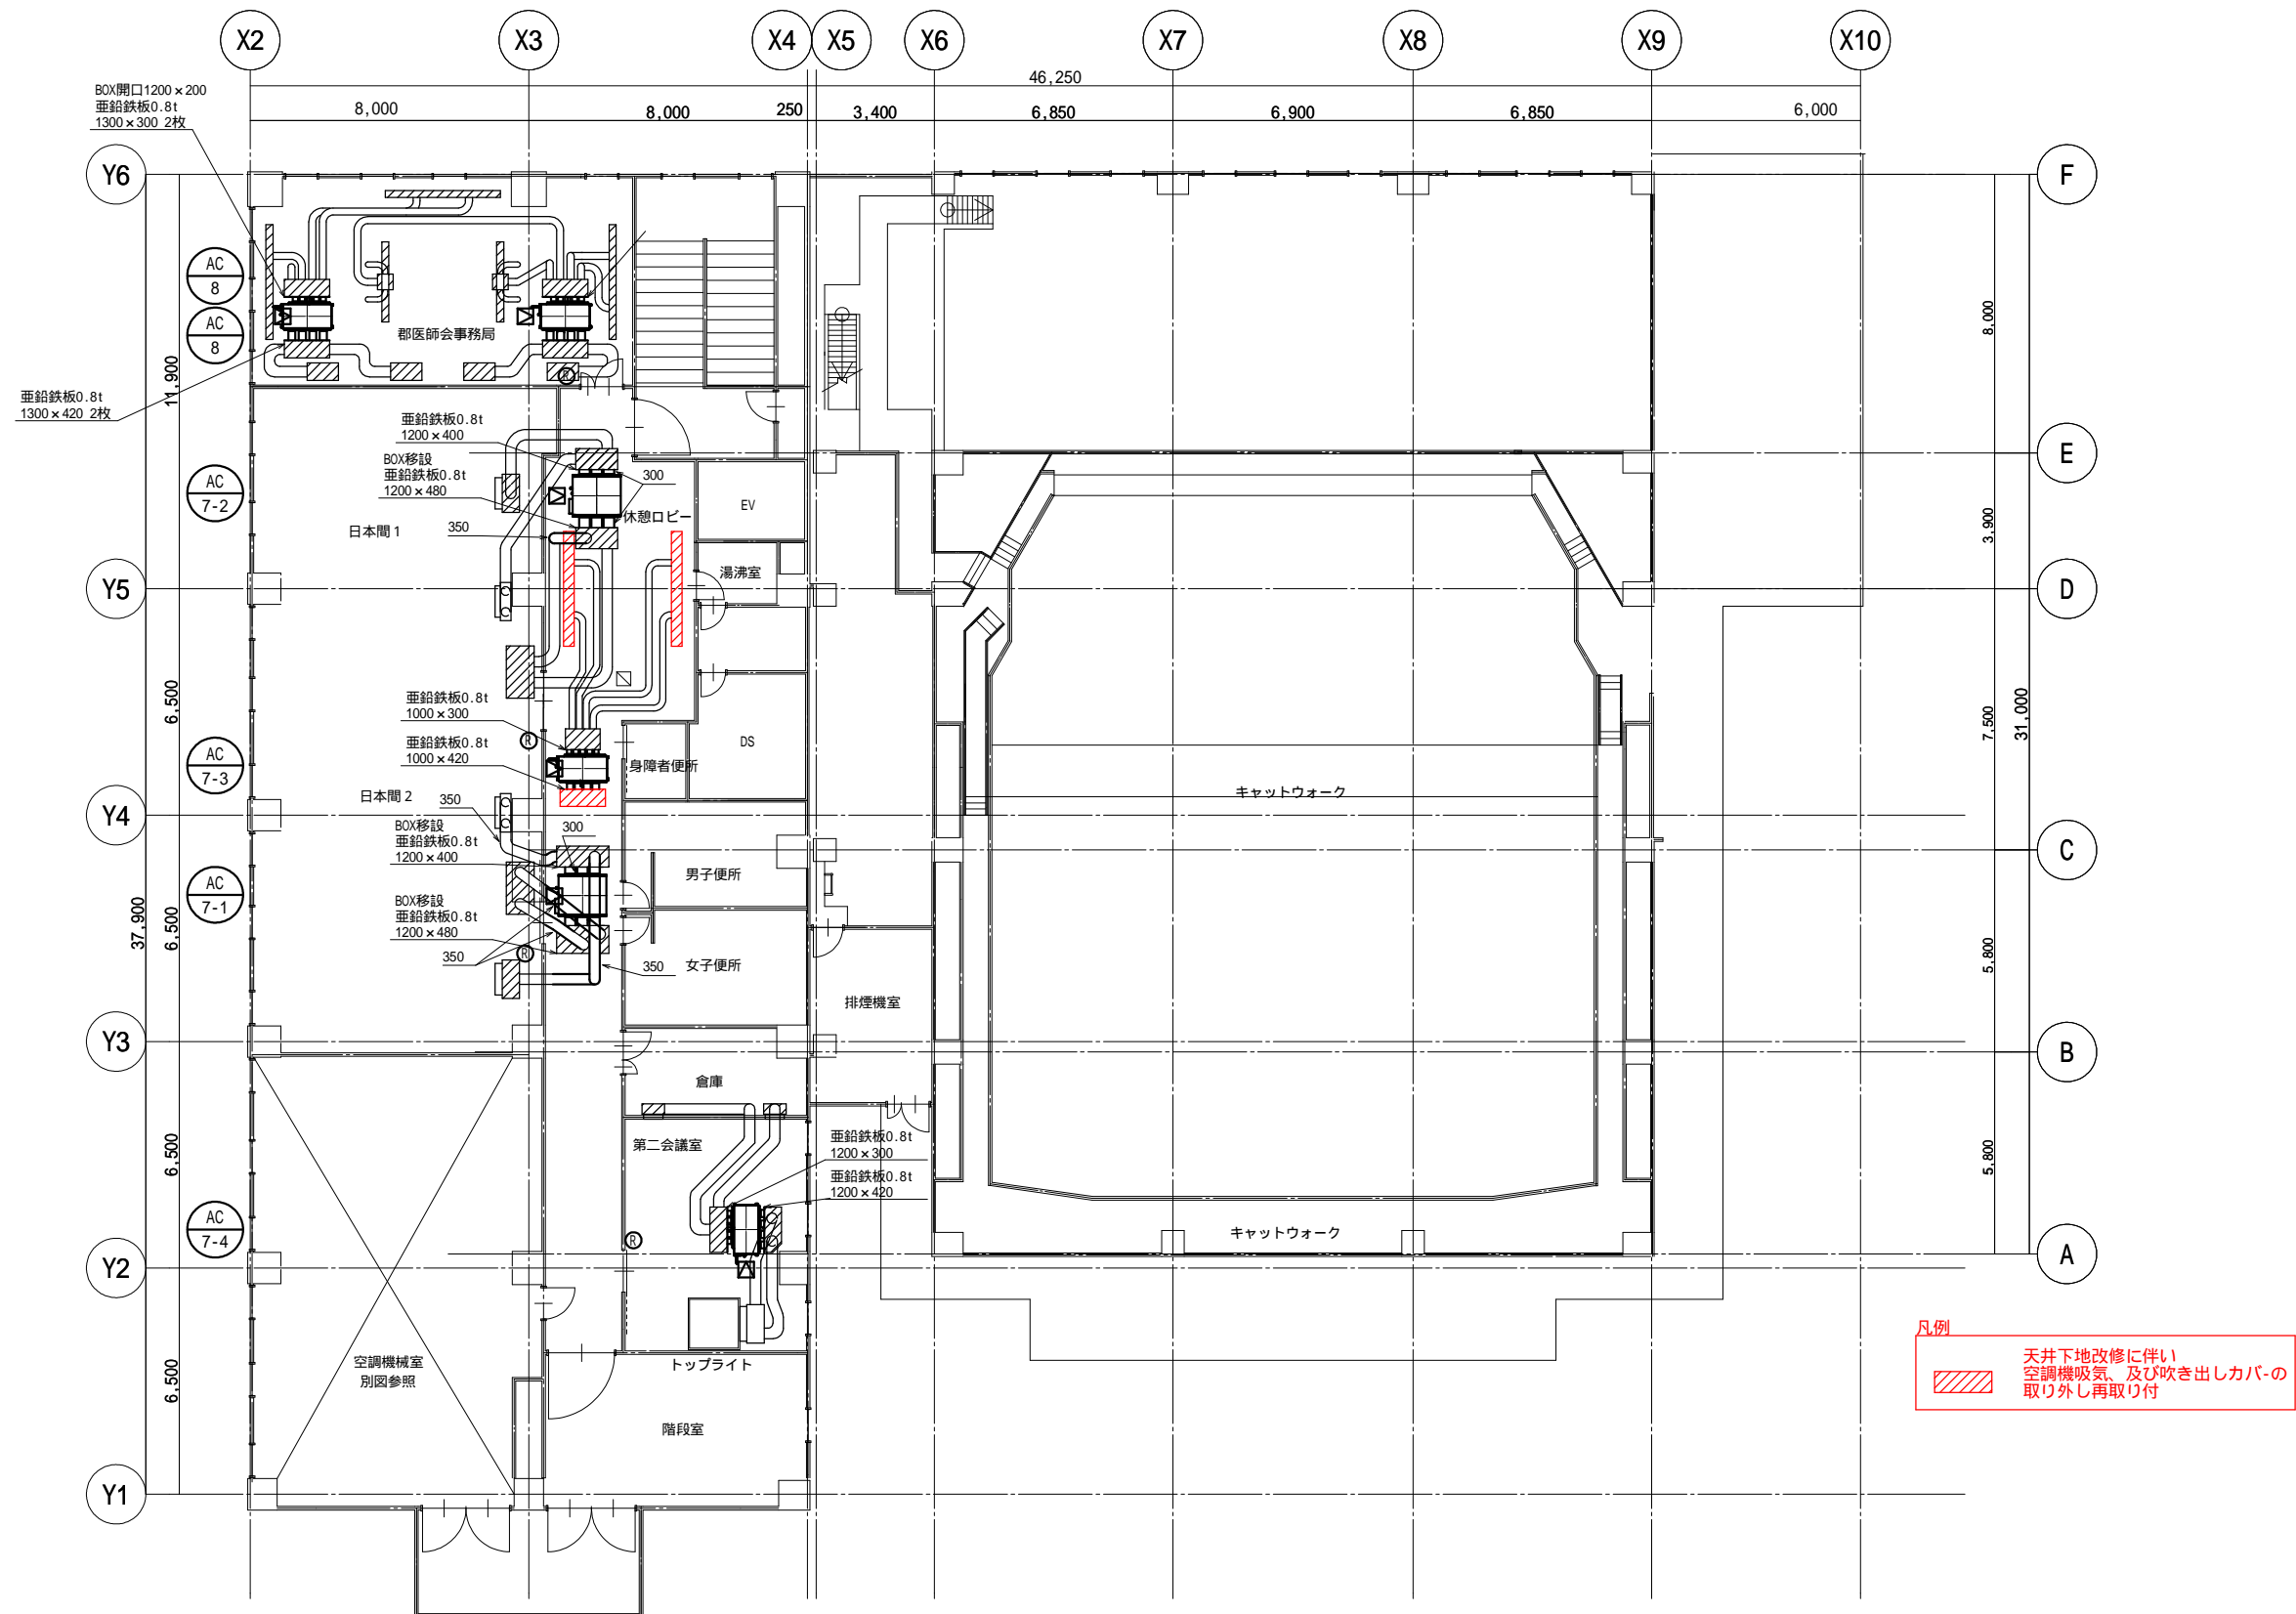 X2
X3
X4
X5
X6
X7
X8
X9
X10
46,250
8,000
8,000
250
3,400
6,850
6,900
6,850
6,000
BOX開口1200×200
亜鉛鉄板0.8t
1300×300 2枚
Y6
F
AC
8
AC
8
郡医師会事務局
8,000
11,900
亜鉛鉄板0.8t
1300×420 2枚
R
亜鉛鉄板0.8t
1200×400
E
BOX移設
亜鉛鉄板0.8t
1200×480
300
AC
7-2
EV
休憩ロビー
日本間1
350
3,900
湯沸室
Y5
D
6,500
亜鉛鉄板0.8t
1000×300
7,500
31,000
R
亜鉛鉄板0.8t
1000×420
DS
AC
7-3
身障者便所
キャットウォーク
日本間2
350
Y4
BOX移設
亜鉛鉄板0.8t
1200×400
300
C
男子便所
AC
7-1
BOX移設
亜鉛鉄板0.8t
1200×480
37,900
6,500
R
350
350
女子便所
5,800
排煙機室
Y3
B
倉庫
第二会議室
亜鉛鉄板0.8t
1200×300
亜鉛鉄板0.8t
1200×420
6,500
5,800
AC
7-4
R
キャットウォーク
Y2
A
凡例
天井下地改修に伴い
空調機吸気、及び吹き出しカバ-の
取り外し再取り付
空調機械室
別図参照
トップライト
6,500
階段室
Y1